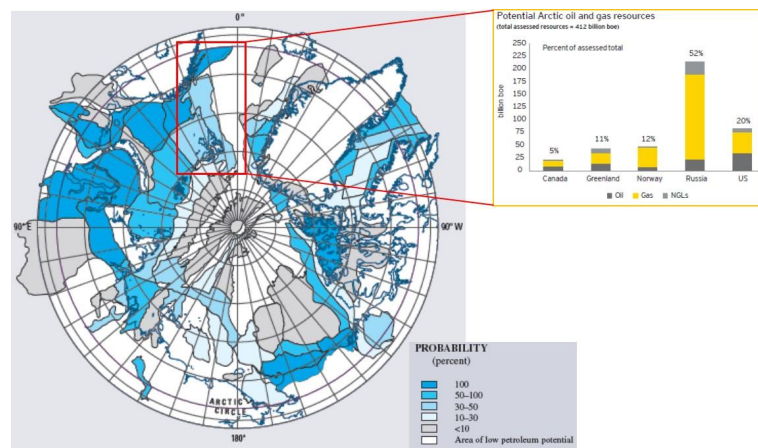 0°
90°E
90°W
ARCTIC
CIRCLE
180°
PROBABILITY
(percent)
100
50–100
30–50
10–30
<10
Area of low petroleum potential
Potential Arctic oil and gas resources
(total assessed resources = 412 billion boe)
Percent of assessed total
billion boe
250
225
200
175
150
125
100
75
50
25
0
5%
11%
12%
52%
20%
Canada Greenland Norway Russia US
Oil Gas NGLs